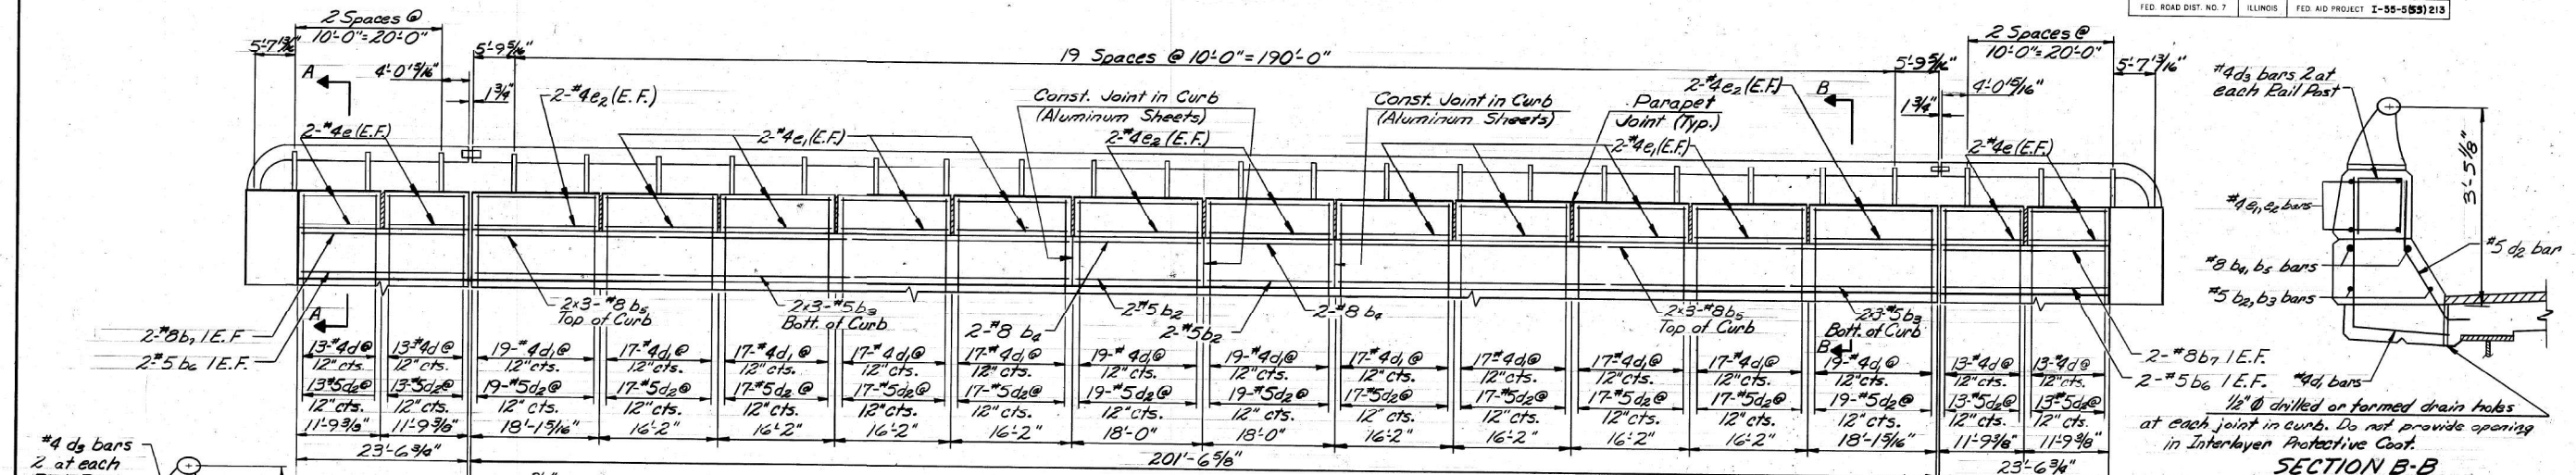 FED. ROAD DIST. NO. 7 ILLINOIS FED. AID PROJECT I-55-5(53)213
2 Spaces @
10'-0"=20'-0"
5'-7 13/16"
4'-0 15/16"
5'-9 5/16"
1 3/4"
19 Spaces @ 10'-0"=190'-0"
5'-9 5/16"
1 3/4"
4'-0 15/16"
2 Spaces @
10'-0"=20'-0"
5'-7 13/16"
A
B
2-#4e(E.F.)
2-#4e2(E.F.)
2-#4e1(E.F.)
Const. Joint in Curb
(Aluminum Sheets)
2-#4e2(E.F.)
Const. Joint in Curb
(Aluminum Sheets)
Parapet
Joint (Typ.)
2-#4e1(E.F.)
2-#4e2(E.F.)
2-#4e(E.F.)
#4d3 bars 2 at
each Rail Post
3'-5 1/8"
#4e1,e2 bars
#5 d2 bar
#8 b4, b5 bars
#5 b2, b3 bars
#4d1 bars
1/2" Ø drilled or formed drain holes
at each joint in curb. Do not provide opening
in Interlayer Protective Coat.
SECTION B-B
A
B
2-#8b7 1 E.F.
2-#5b6 1 E.F.
2x3-#8 b5
Top of Curb
2x3-#5b3
Bott. of Curb
2-#8 b4
2-#5b2
2-#5b2
2-#8 b4
2x3-#8b5
Top of Curb
2x3-#5b3
Bott. of Curb
2-#8b7 1 E.F.
2-#5b6 1 E.F.
13-#4d@ 13-#4d@ 19-#4d1@ 17-#4d1@ 17-#4d1@ 17-#4d1@ 17-#4d1@ 19-#4d1@ 19-#4d1@ 17-#4d1@ 17#4d1@ 17-#4d1@ 17-#4d1@ 19-#4d1@ 13-#4d@ 13-#4d@
12"cts. 12"cts. 12"cts. 12"cts. 12"cts. 12"cts. 12"cts. 12"cts. 12"cts. 12"cts. 12"cts. 12"cts. 12"cts. 12"cts. 12"cts. 12"cts.
13#5d2@ 13-#5d2@ 19-#5d2@ 17-#5d2@ 17-#5d2@ 17-#5d2@ 17-#5d2@ 19-#5d2@ 19-#5d2@ 17-#5d2@ 17-#5d2@ 17-#5d2@ 17-#5d2@ 19-#5d2@ 13-#5d2@ 13#5d2@
12"cts. 12"cts. 12"cts. 12"cts. 12"cts. 12"cts. 12"cts. 12"cts. 12"cts. 12"cts. 12"cts. 12"cts. 12"cts. 12"cts. 12"cts. 12"cts.
11'-9 3/8" 11'-9 3/8" 18'-1 5/16" 16'-2" 16'-2" 16'-2" 16'-2" 18'-0" 18'-0" 16'-2" 16'-2" 16'-2" 16'-2" 18'-1 5/16" 11'-9 3/8" 11'-9 3/8"
23'-6 3/4" 201'-6 5/8" 23'-6 3/4"
#4 d3 bars
2 at each